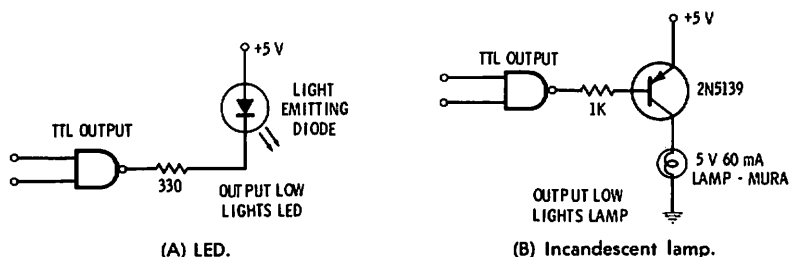 +5 V
LIGHT
EMITTING
DIODE
TTL OUTPUT
330
OUTPUT LOW
LIGHTS LED
(A) LED.
+5 V
TTL OUTPUT
2N5139
1K
5 V 60 mA
LAMP - MURA
OUTPUT LOW
LIGHTS LAMP
(B) Incandescent lamp.